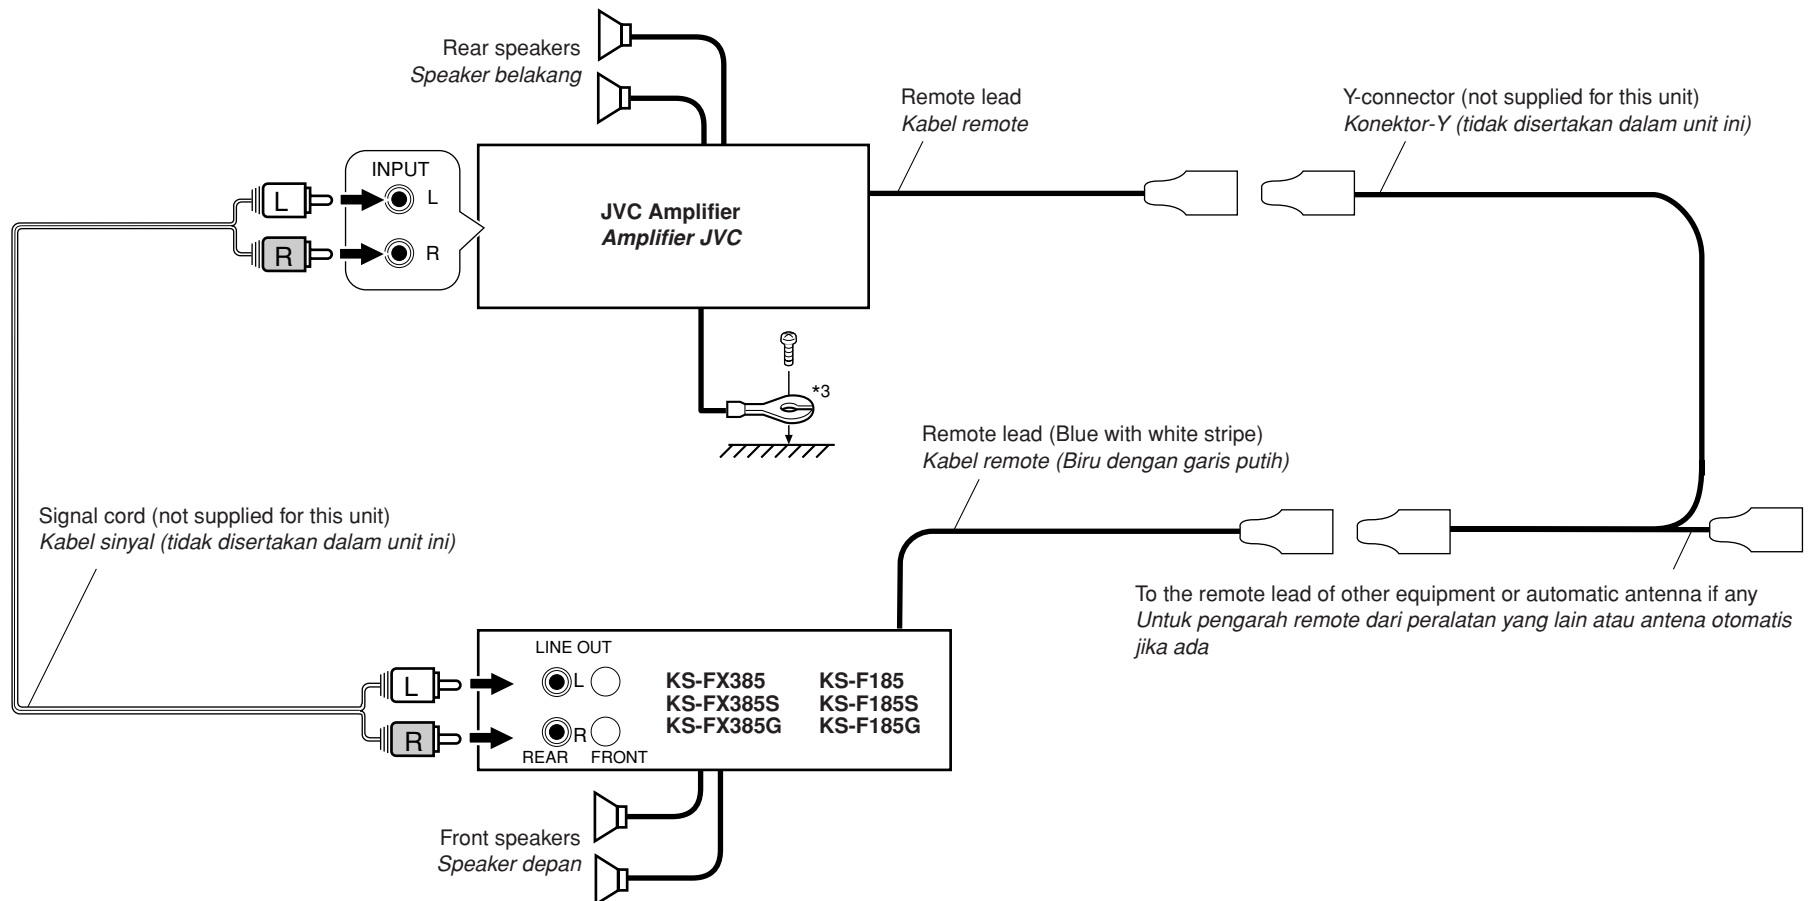 Rear speakers
Speaker belakang
Remote lead
Kabel remote
Y-connector (not supplied for this unit)
Konektor-Y (tidak disertakan dalam unit ini)
INPUT
L
L
R
R
JVC Amplifier
Amplifier JVC
*3
Remote lead (Blue with white stripe)
Kabel remote (Biru dengan garis putih)
Signal cord (not supplied for this unit)
Kabel sinyal (tidak disertakan dalam unit ini)
To the remote lead of other equipment or automatic antenna if any
Untuk pengarah remote dari peralatan yang lain atau antena otomatis
jika ada
LINE OUT
L
L
R
R
REAR FRONT
KS-FX385 KS-F185
KS-FX385S KS-F185S
KS-FX385G KS-F185G
Front speakers
Speaker depan